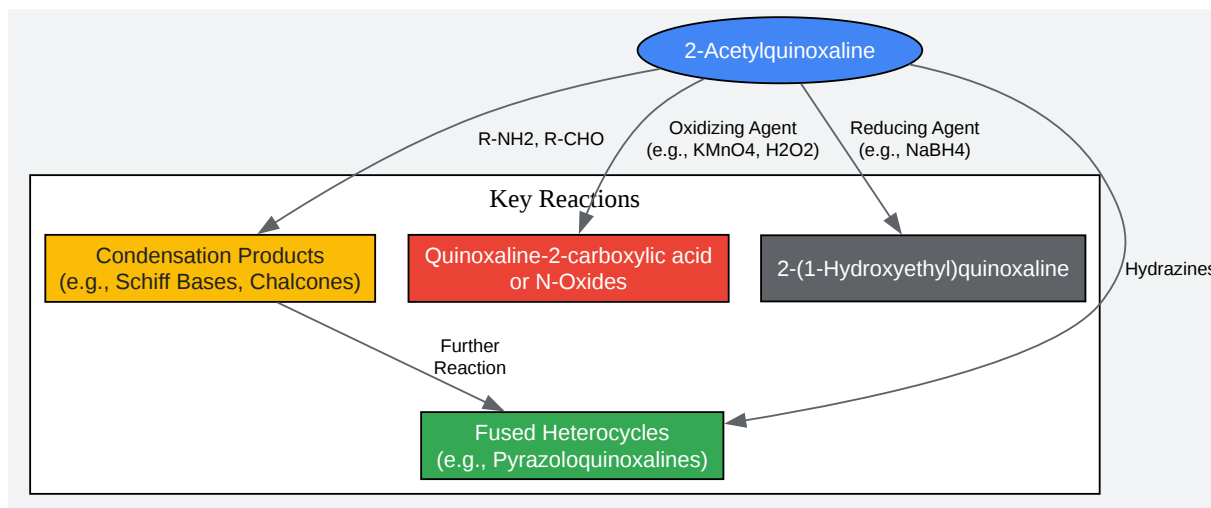 2-Acetylquinoxaline
R-NH2, R-CHO
Oxidizing Agent
(e.g., KMnO4, H2O2)
Reducing Agent
(e.g., NaBH4)
Key Reactions
Condensation Products
(e.g., Schiff Bases, Chalcones)
Quinoxaline-2-carboxylic acid
or N-Oxides
2-(1-Hydroxyethyl)quinoxaline
Hydrazines
Further
Reaction
Fused Heterocycles
(e.g., Pyrazoloquinoxalines)